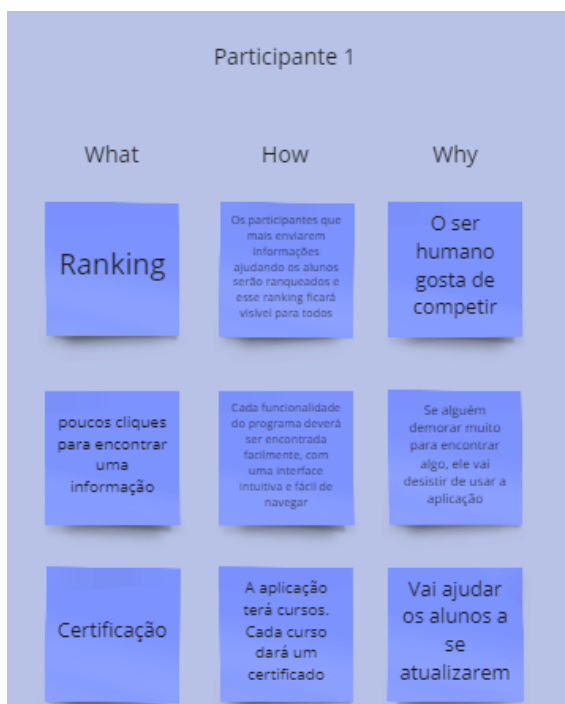 Participante 1
What
How
Why
Ranking
Os participantes que
mais enviarem
informações
ajudando os alunos
serão ranqueados e
esse ranking ficará
visível para todos
O ser
humano
gosta de
competir
poucos cliques
para encontrar
uma
informação
Cada funcionalidade
do programa deverá
ser encontrada
facilmente, com
uma interface
intuitiva e fácil de
navegar
Se alguém
demorar muito
para encontrar
algo, ele vai
desistir de usar a
aplicação
Certificação
A aplicação
terá cursos.
Cada curso
dará um
certificado
Vai ajudar
os alunos a
se
atualizarem